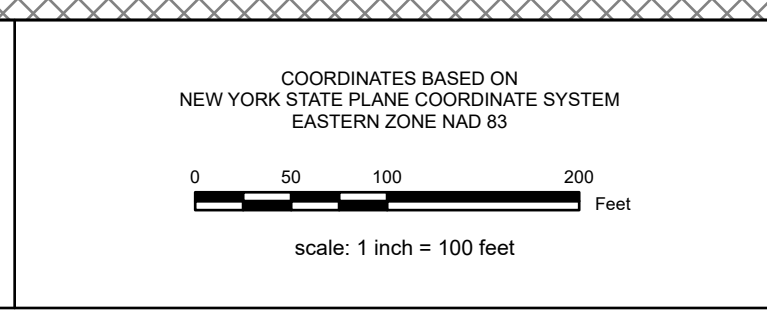 COORDINATES BASED ON
NEW YORK STATE PLANE COORDINATE SYSTEM
EASTERN ZONE NAD 83
0 50 100 200
Feet
scale: 1 inch = 100 feet